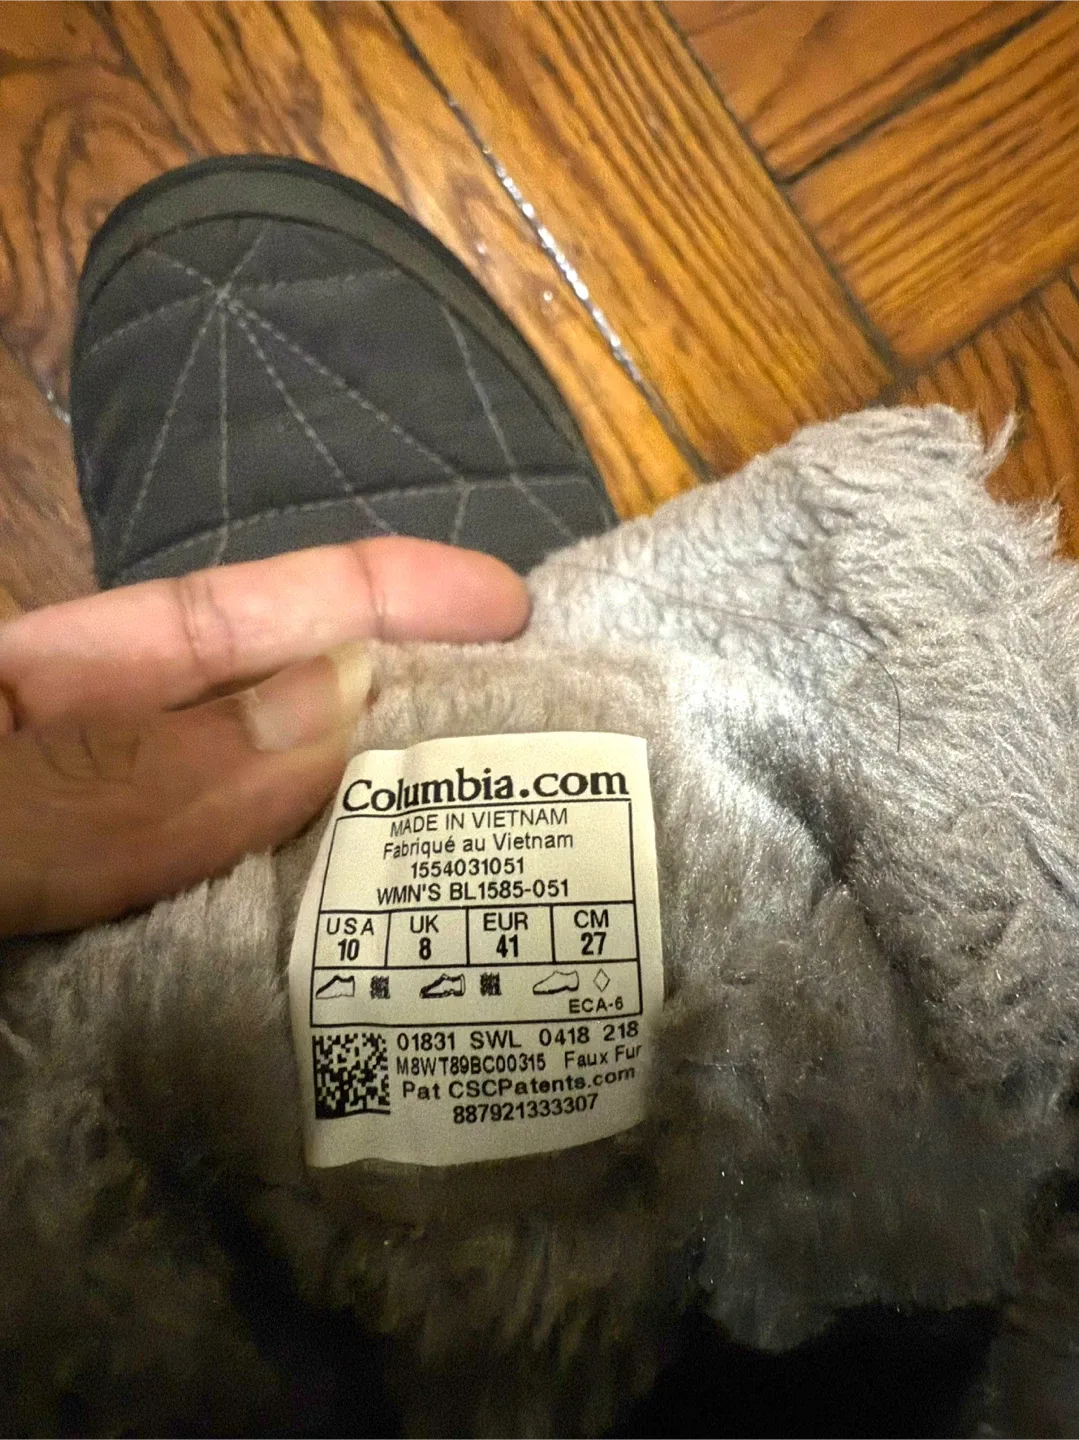 Columbia.com
MADE IN VIETNAM
Fabriqué au Vietnam
1554031051
WMN'S BL1585-051
USA UK EUR CM
10 8 41 27
ECA-6
01831 SWL 0418 218
M8WT89BC00315 Faux Fur
Pat CSCPatents.com
887921333307